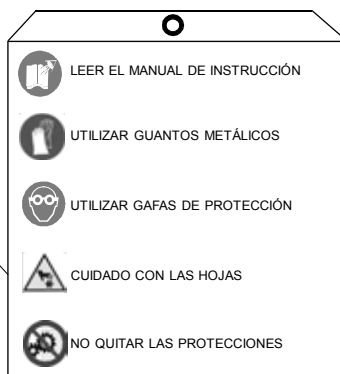 LEER EL MANUAL DE INSTRUCCIÓN
UTILIZAR GUANTOS METÁLICOS
UTILIZAR GAFAS DE PROTECCIÓN
CUIDADO CON LAS HOJAS
NO QUITAR LAS PROTECCIONES